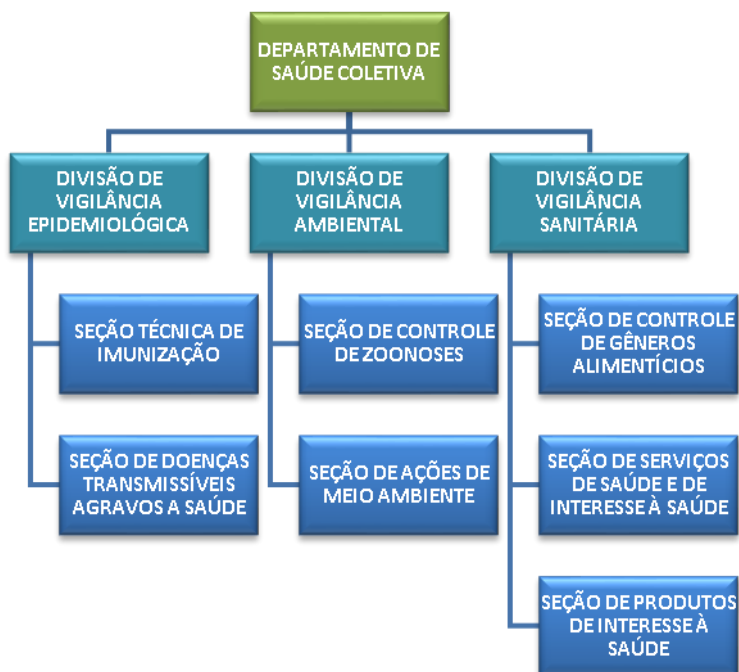 DEPARTAMENTO DE
SAÚDE COLETIVA
DIVISÃO DE
VIGILÂNCIA
EPIDEMIOLÓGICA
DIVISÃO DE
VIGILÂNCIA
AMBIENTAL
DIVISÃO DE
VIGILÂNCIA
SANITÁRIA
SEÇÃO TÉCNICA DE
IMUNIZAÇÃO
SEÇÃO DE DOENÇAS
TRANSMISSÍVEIS
AGRAVOS A SAÚDE
SEÇÃO DE CONTROLE
DE ZOONOSES
SEÇÃO DE AÇÕES DE
MEIO AMBIENTE
SEÇÃO DE CONTROLE
DE GÊNEROS
ALIMENTÍCIOS
SEÇÃO DE SERVIÇOS
DE SAÚDE E DE
INTERESSE À SAÚDE
SEÇÃO DE PRODUTOS
DE INTERESSE À
SAÚDE